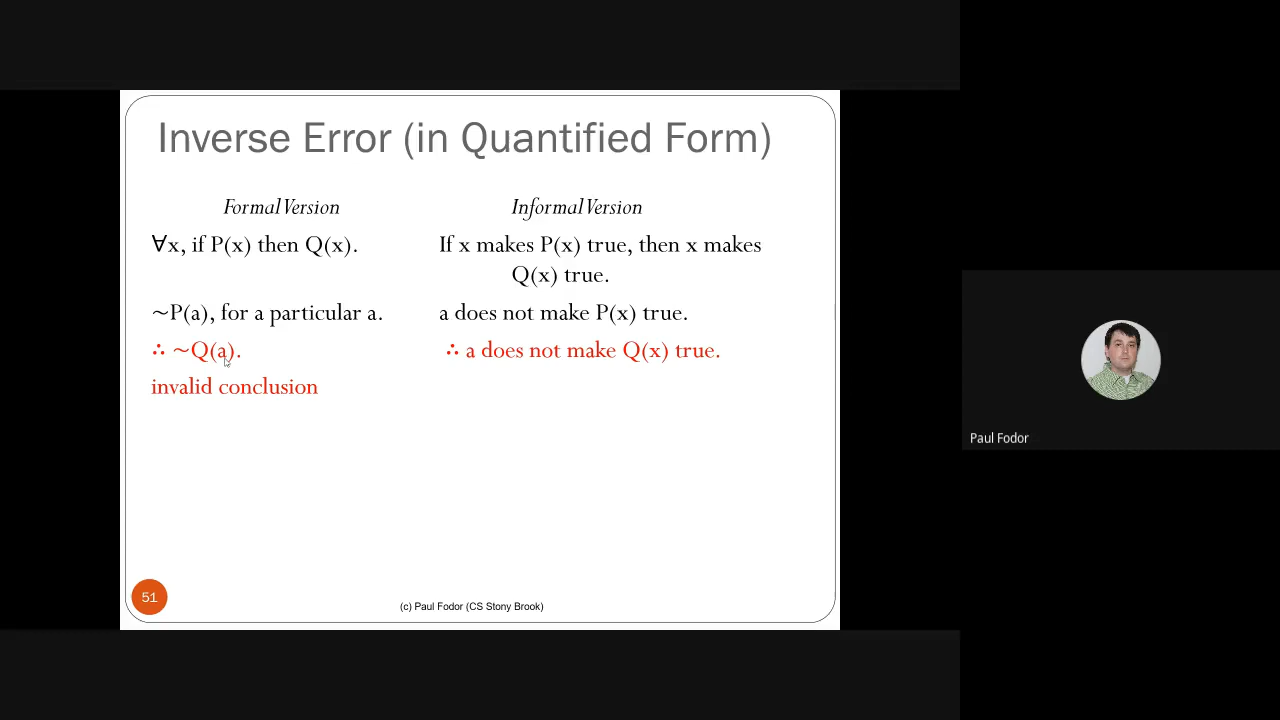 Inverse Error (in Quantified Form)
Formal Version
Informal Version
∀x, if P(x) then Q(x).
If x makes P(x) true, then x makes
Q(x) true.
~P(a), for a particular a.
a does not make P(x) true.
∴ ~Q(a).
∴ a does not make Q(x) true.
invalid conclusion
51
(c) Paul Fodor (CS Stony Brook)
Paul Fodor